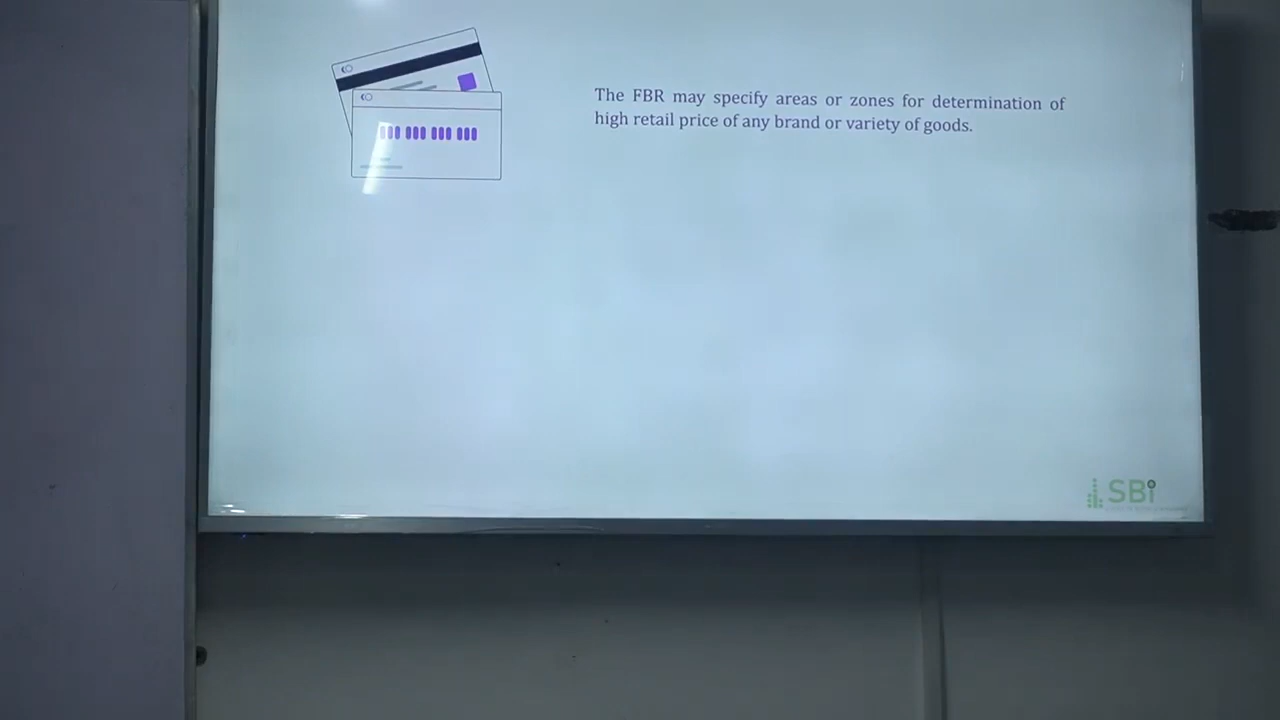 The FBR may specify areas or zones for determination of
high retail price of any brand or variety of goods.
SBi